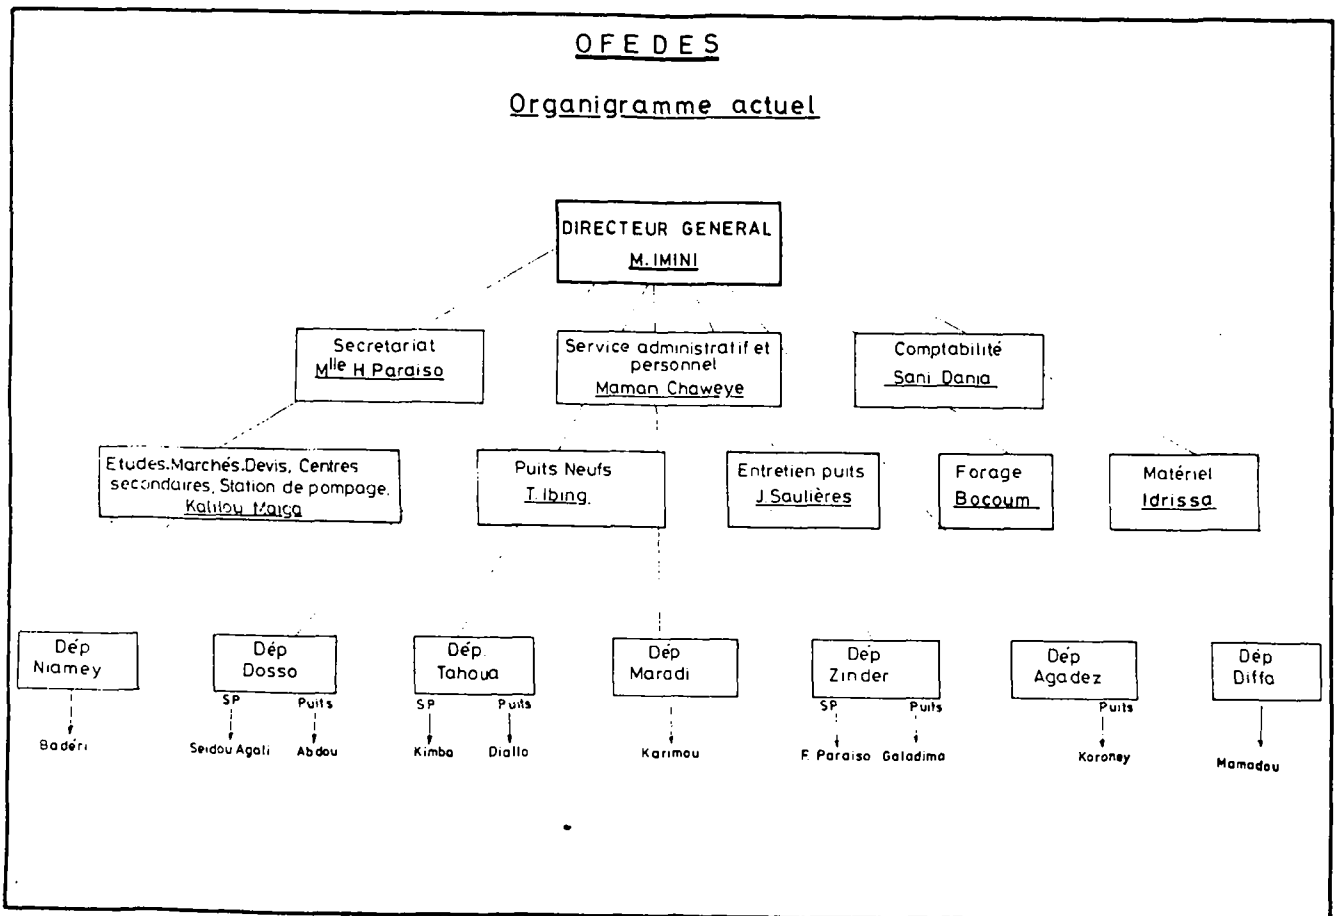 OFEDES
Organigramme actuel
DIRECTEUR GENERAL
M. IMINI
Secretariat
Mlle H Paraiso
Service administratif et
personnel
Maman Chaweye
Comptabilité
Sani Dania
Etudes.Marchés.Devis, Centres
secondaires, Station de pompage.
Kalilou Maiga
Puits Neufs
T. Ibing
Entretien puits
J. Saulières
Forage
Bocoum
Matériel
Idrissa
Dép
Niamey
Badéri
Dép
Dosso
SP Puits
Seidou Agali Abdou
Dép.
Tahoua
SP Puits
Kimba Diallo
Dép
Maradi
Karimou
Dép
Zinder
SP Puits
F. Paraiso Galadima
Dép
Agadez
Puits
Koroney
Dép
Diffa
Mamadou